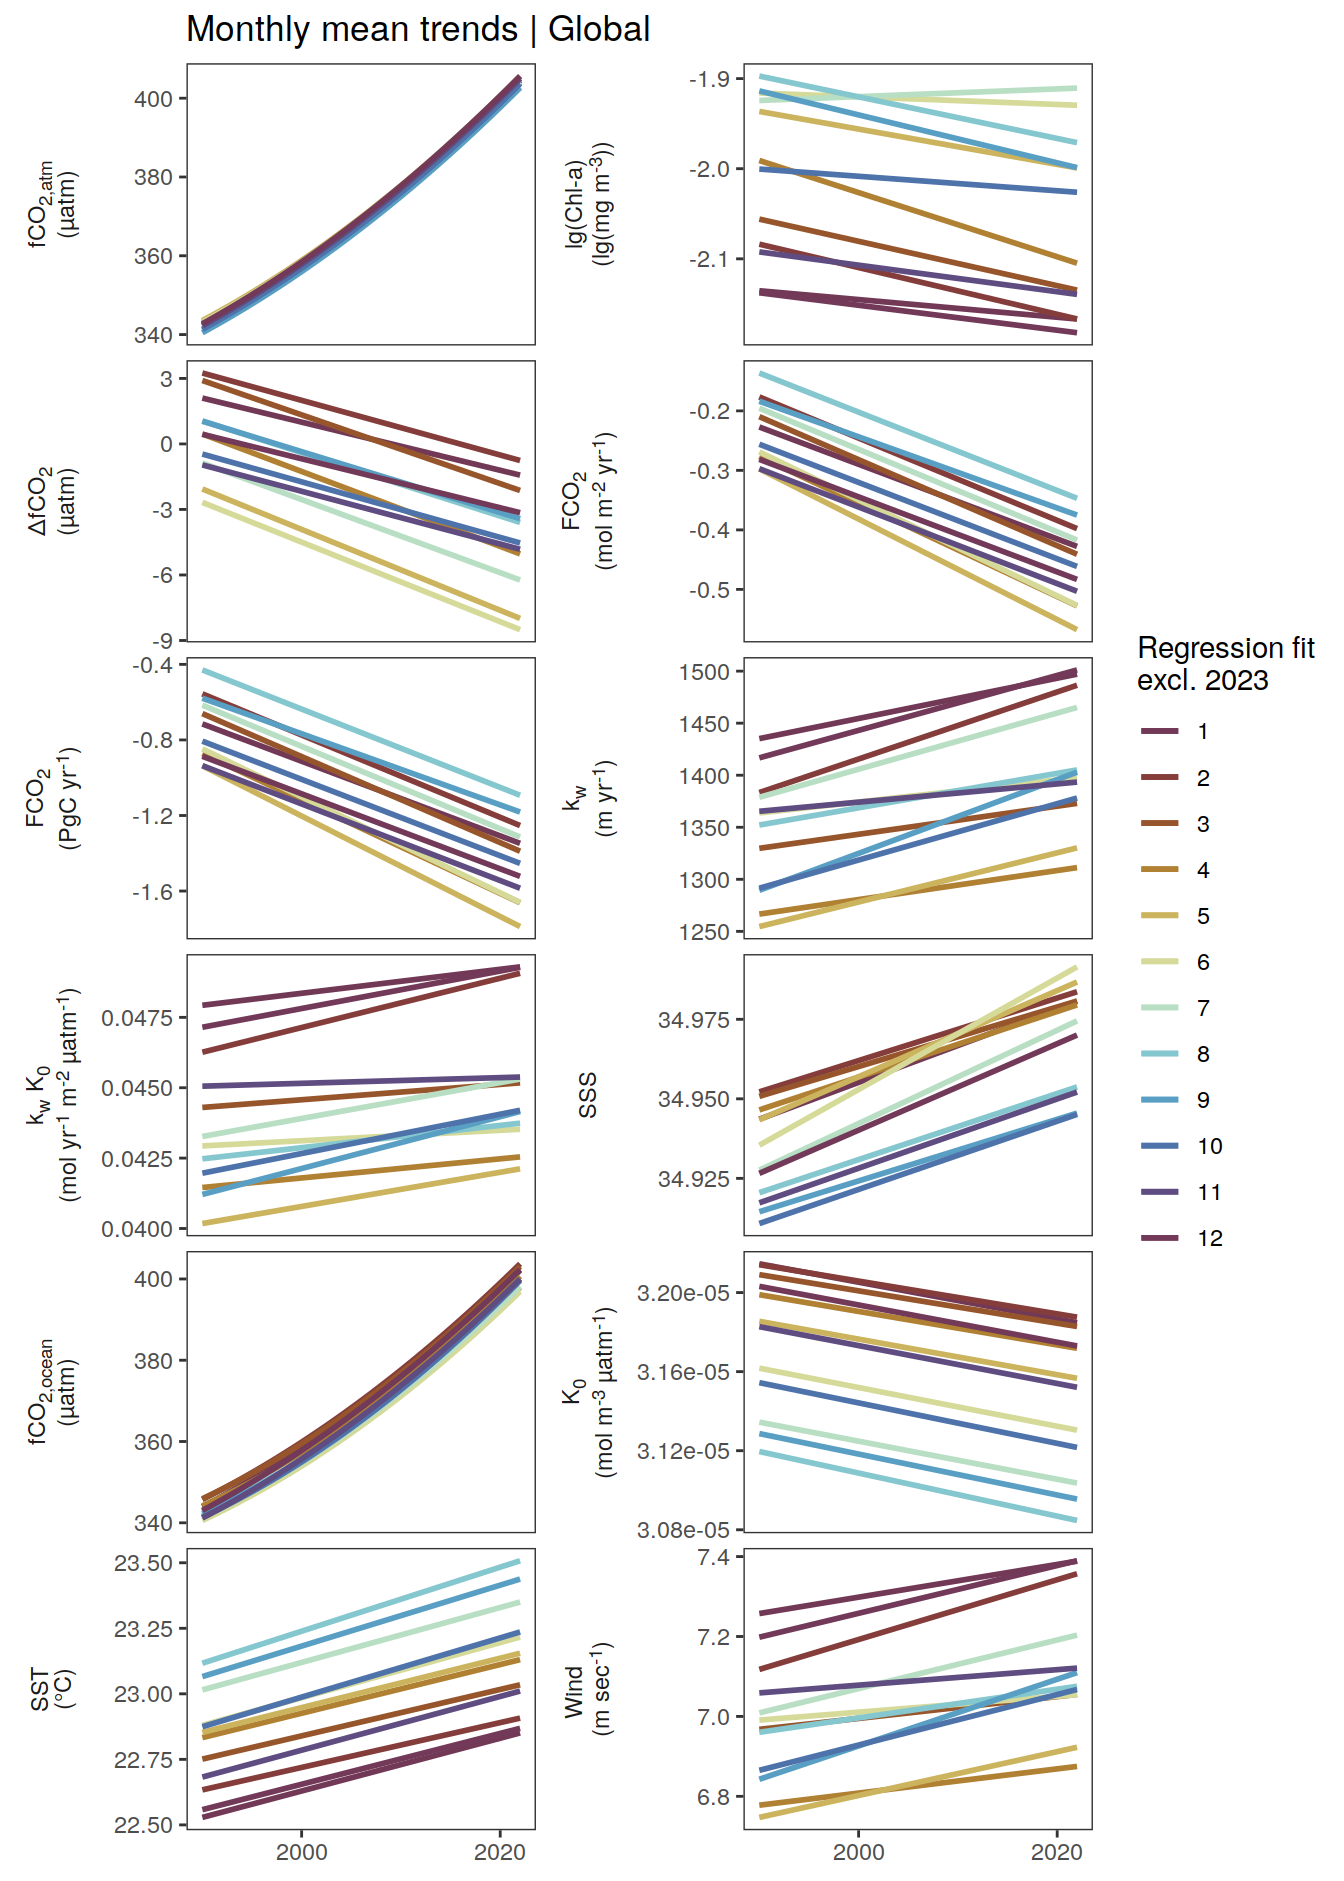 Monthly mean trends | Global
fCO2,atm
(µatm)
400
380
360
340
lg(Chl-a)
(lg(mg m-3))
-1.9
-2.0
-2.1
ΔfCO2
(µatm)
3
0
-3
-6
-9
FCO2
(mol m-2 yr-1)
-0.2
-0.3
-0.4
-0.5
FCO2
(PgC yr-1)
-0.4
-0.8
-1.2
-1.6
kw
(m yr-1)
1500
1450
1400
1350
1300
1250
kw K0
(mol yr-1 m-2 µatm-1)
0.0475
0.0450
0.0425
0.0400
SSS
34.975
34.950
34.925
fCO2,ocean
(µatm)
400
380
360
340
K0
(mol m-3 µatm-1)
3.20e-05
3.16e-05
3.12e-05
3.08e-05
SST
(°C)
23.50
23.25
23.00
22.75
22.50
2000
2020
Wind
(m sec-1)
7.4
7.2
7.0
6.8
2000
2020
Regression fit
excl. 2023
1
2
3
4
5
6
7
8
9
10
11
12